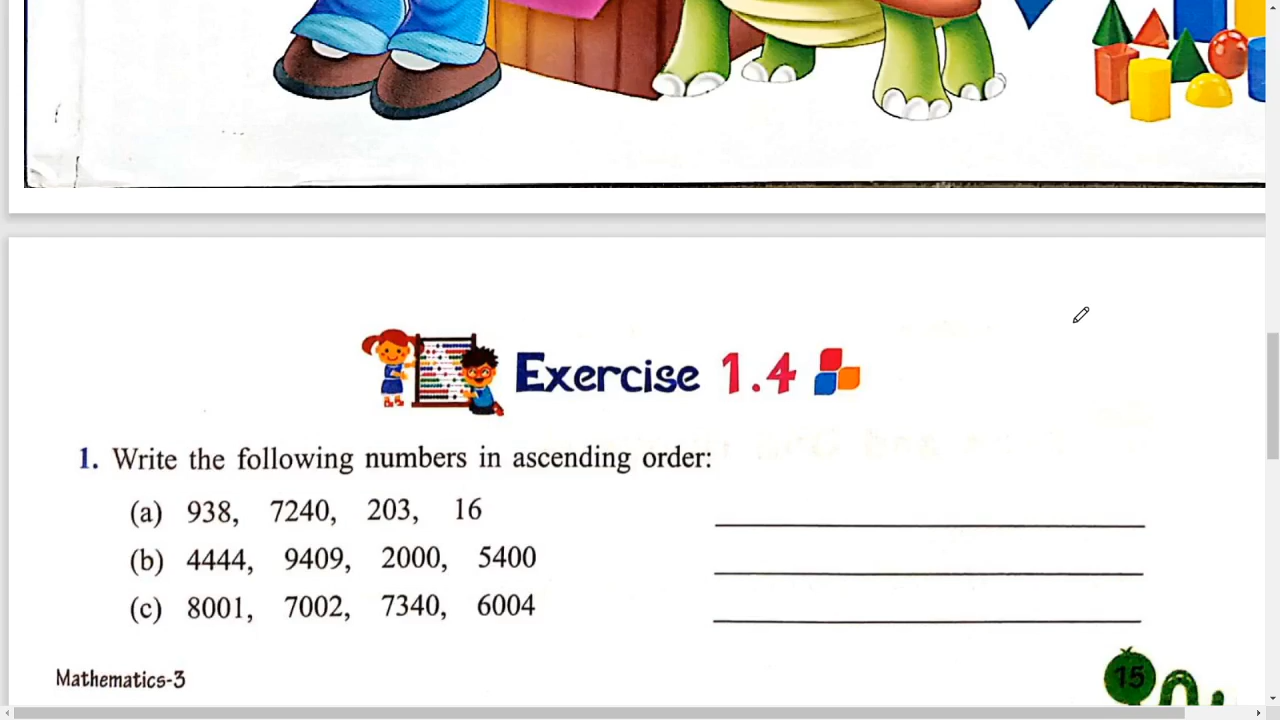 Exercise 1.4
1. Write the following numbers in ascending order:
(a) 938, 7240, 203, 16
(b) 4444, 9409, 2000, 5400
(c) 8001, 7002, 7340, 6004
Mathematics-3
15